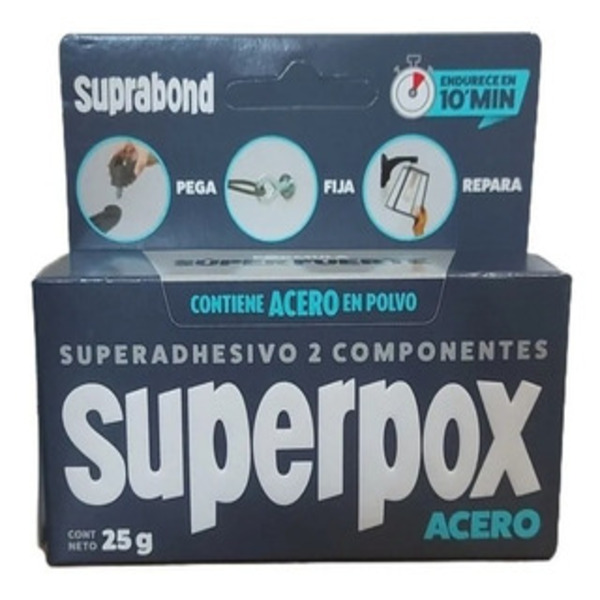 Suprabond
ENDURECE EN
10'MIN
PEGA
FIJA
REPARA
CONTIENE ACERO EN POLVO
SUPERADHESIVO 2 COMPONENTES
Superpox
ACERO
CONT
NETO 25 g